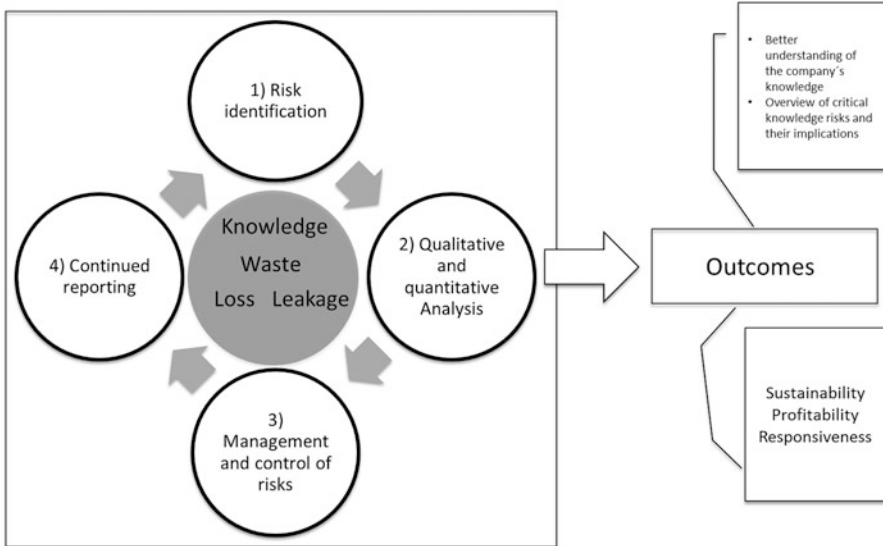 1) Risk
identification
2) Qualitative
and
quantitative
Analysis
3)
Management
and control of
risks
4) Continued
reporting
Knowledge
Waste
Loss Leakage
Outcomes
• Better
understanding of
the company´s
knowledge
• Overview of critical
knowledge risks and
their implications
Sustainability
Profitability
Responsiveness